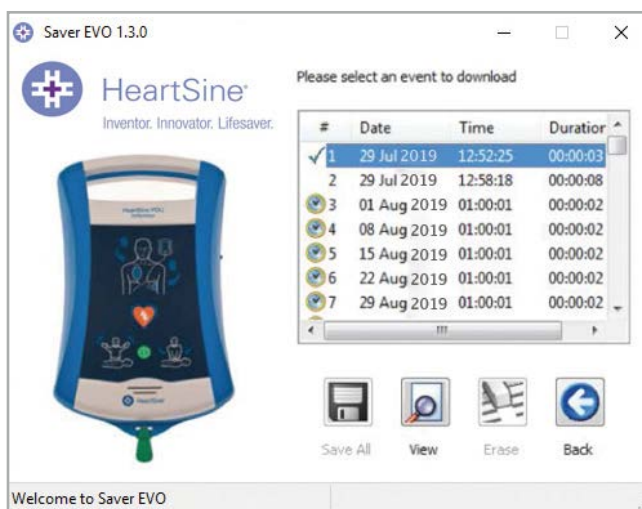 Saver EVO 1.3.0
HeartSine®
Inventor. Innovator. Lifesaver.
HeartSine PDU
HeartSine
Please select an event to download
# Date Time Duration
1 29 Jul 2019 12:52:25 00:00:03
2 29 Jul 2019 12:58:18 00:00:08
3 01 Aug 2019 01:00:01 00:00:02
4 08 Aug 2019 01:00:01 00:00:02
5 15 Aug 2019 01:00:01 00:00:02
6 22 Aug 2019 01:00:01 00:00:02
7 29 Aug 2019 01:00:01 00:00:02
Save All View Erase Back
Welcome to Saver EVO